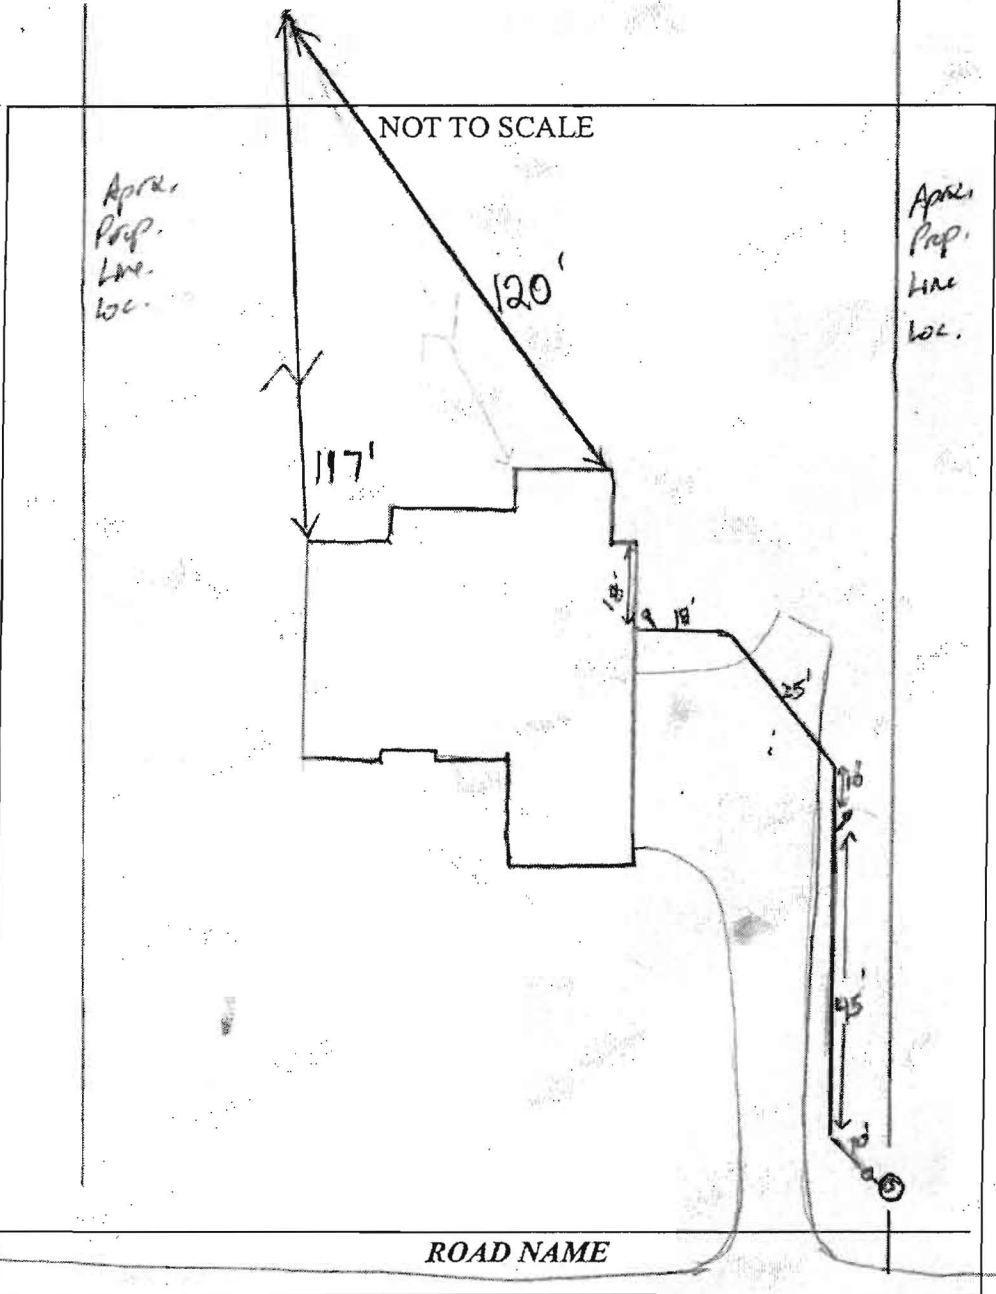 NOT TO SCALE
Aprx.
Prop.
Line.
Loc.
Aprx.
Prop.
Line
Loc.
120'
117'
18'
18'
25'
10'
45'
10'
ROAD NAME